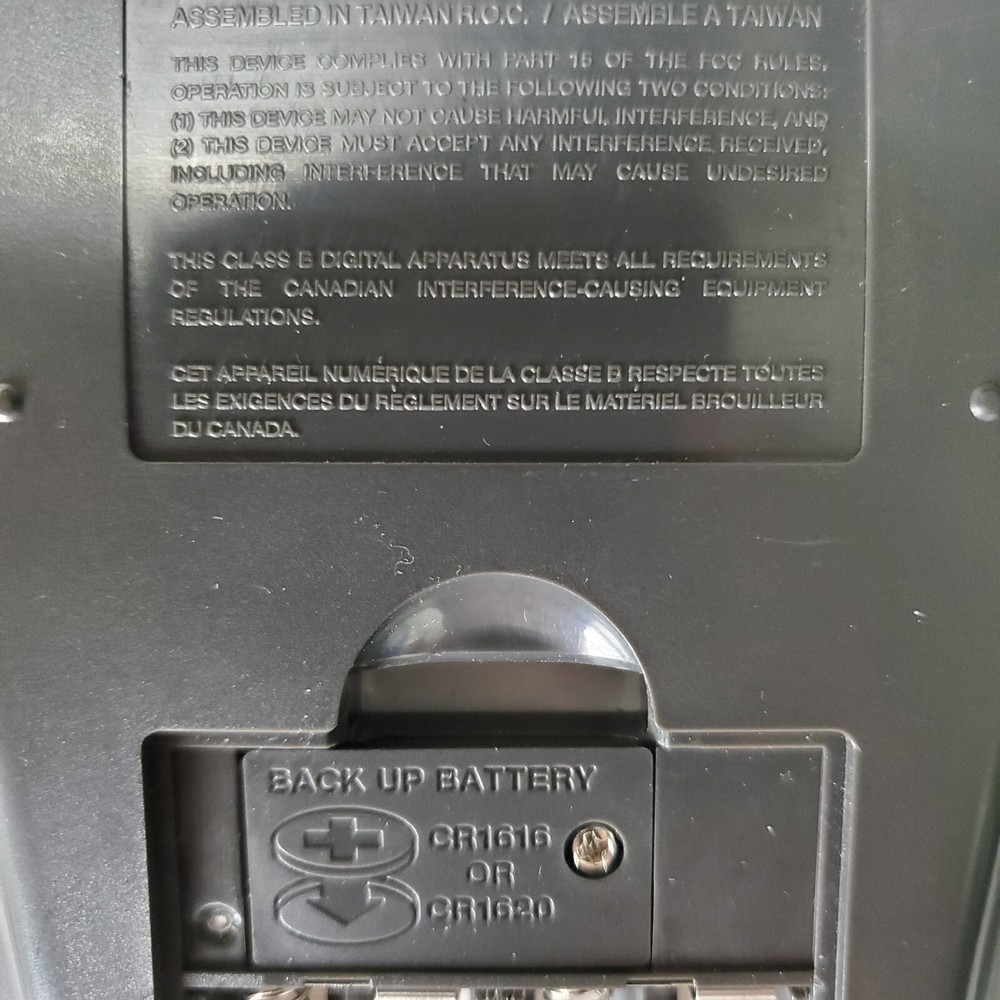 ASSEMBLED IN TAIWAN R.O.C. / ASSEMBLE A TAIWAN
THIS DEVICE COMPLIES WITH PART 15 OF THE FCC RULES.
OPERATION IS SUBJECT TO THE FOLLOWING TWO CONDITIONS:
(1) THIS DEVICE MAY NOT CAUSE HARMFUL INTERFERENCE, AND
(2) THIS DEVICE MUST ACCEPT ANY INTERFERENCE RECEIVED,
INCLUDING INTERFERENCE THAT MAY CAUSE UNDESIRED
OPERATION.
THIS CLASS B DIGITAL APPARATUS MEETS ALL REQUIREMENTS
OF THE CANADIAN INTERFERENCE-CAUSING EQUIPMENT
REGULATIONS.
CET APPAREIL NUMÉRIQUE DE LA CLASSE B RESPECTE TOUTES
LES EXIGENCES DU RÈGLEMENT SUR LE MATÉRIEL BROUILLEUR
DU CANADA.
BACK UP BATTERY
CR1616
OR
CR1620